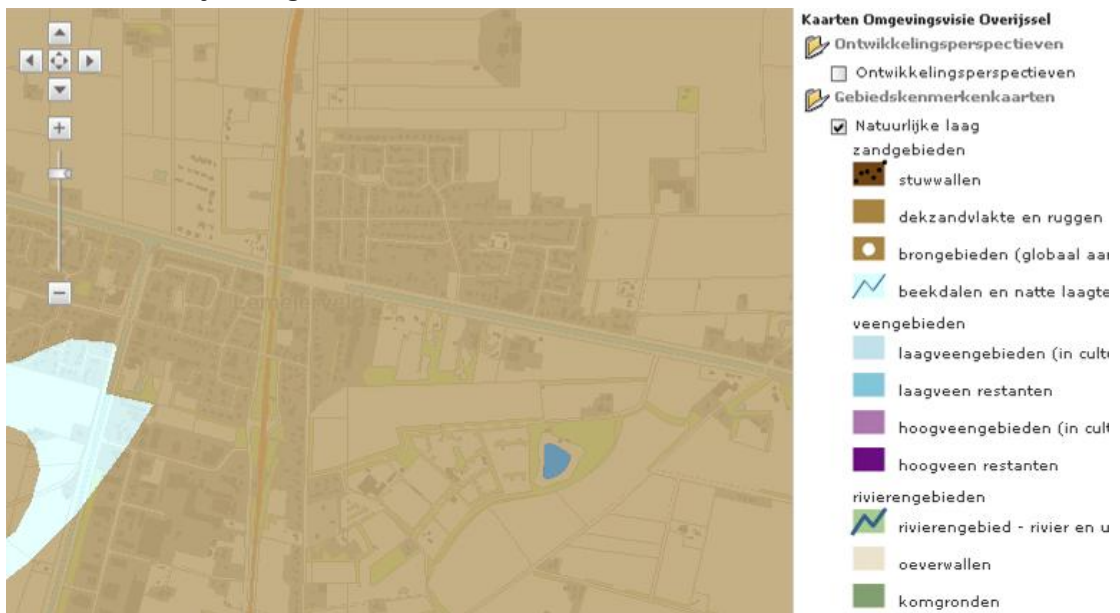 Kaarten Omgevingsvisie Overijssel
Ontwikkelingsperspectieven
Ontwikkelingsperspectieven
Gebiedskenmerkenkaarten
Natuurlijke laag
zandgebieden
stuwwallen
dekzandvlakte en ruggen
brongebieden (globaal aan
beekdalen en natte laagte
veengebieden
laagveengebieden (in cultu
laagveen restanten
hoogveengebieden (in cult
hoogveen restanten
rivierengebieden
rivierengebied - rivier en u
oeverwallen
komgronden